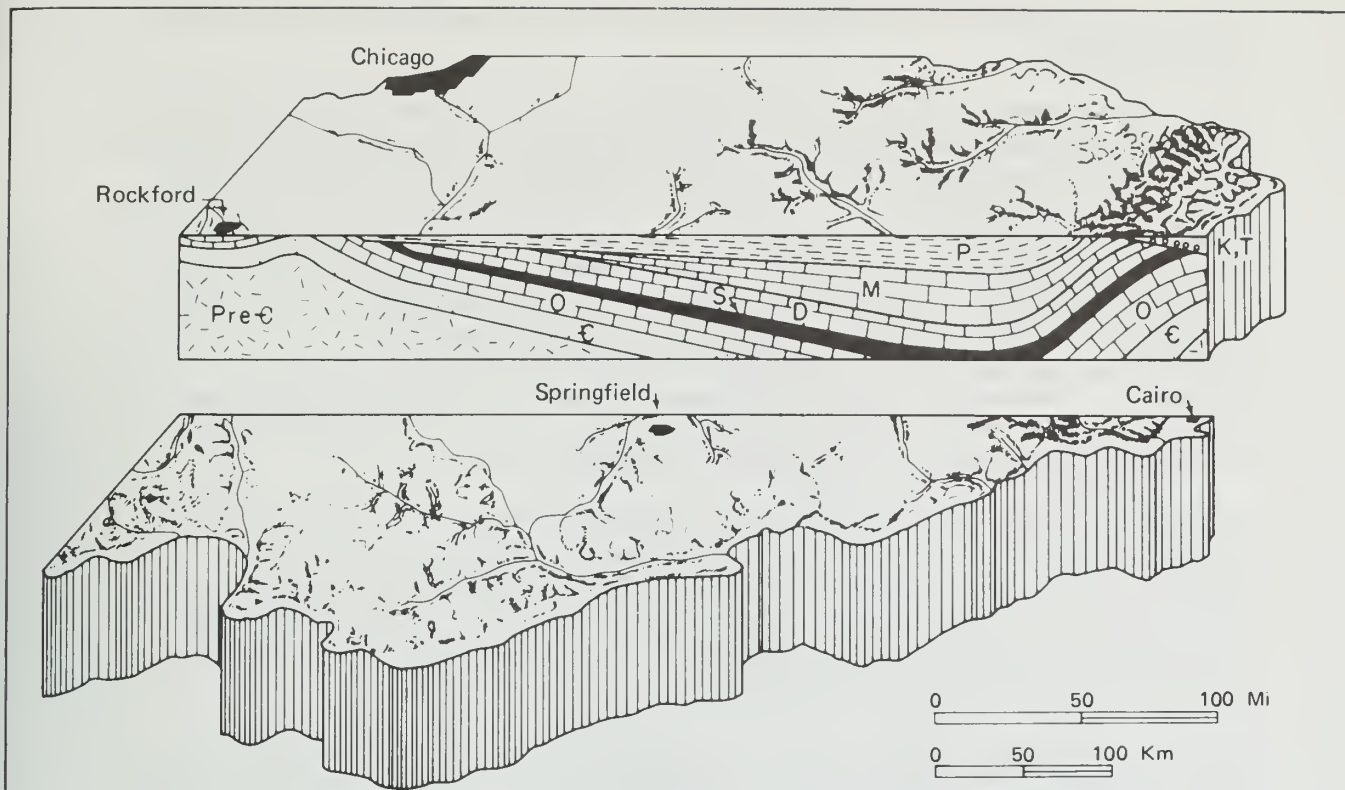 Chicago
Rockford
K, T
P
M
S
D
O
O
Pre-Є
Є
Є
Springfield
Cairo
0 50 100 Mi
0 50 100 Km